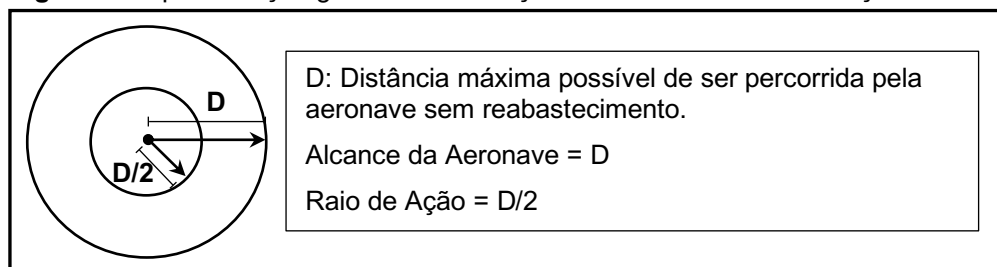 D
D/2
D: Distância máxima possível de ser percorrida pela
aeronave sem reabastecimento.
Alcance da Aeronave = D
Raio de Ação = D/2